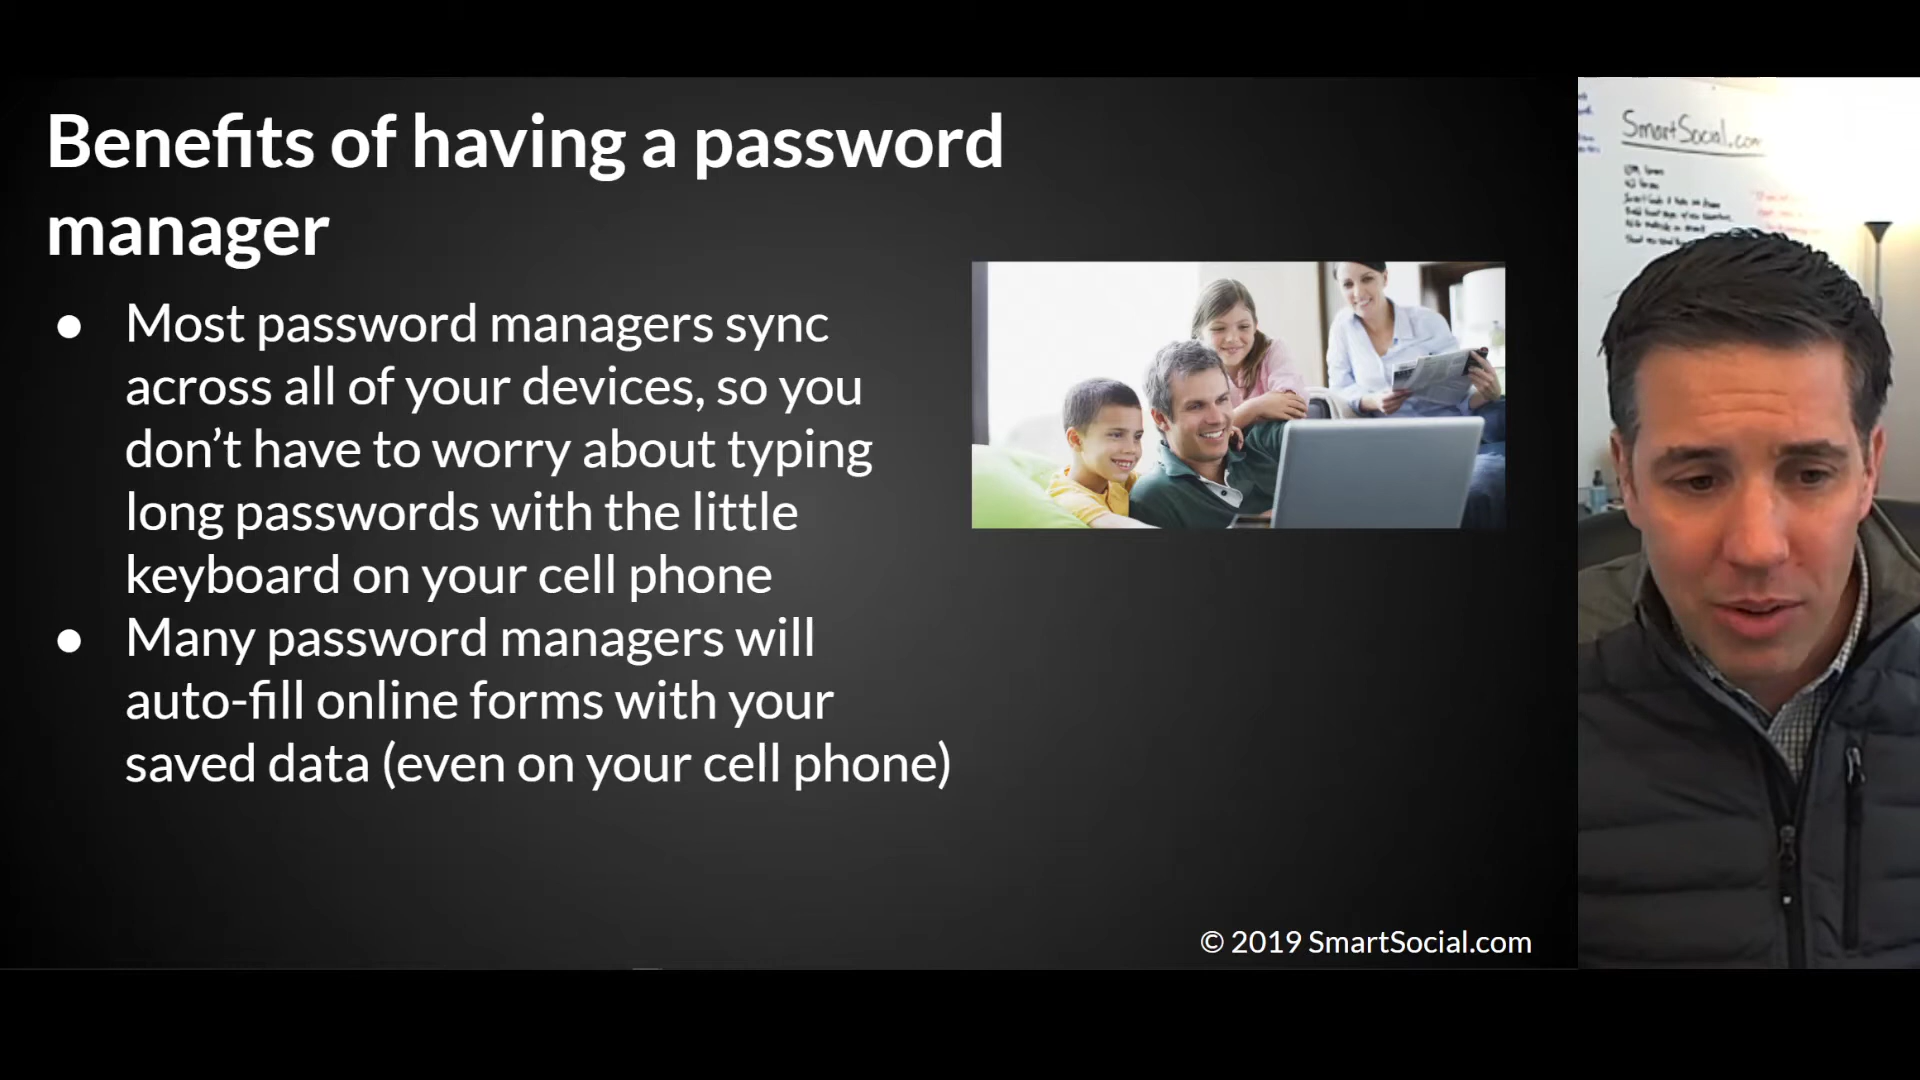 Benefits of having a password
manager
● Most password managers sync
across all of your devices, so you
don’t have to worry about typing
long passwords with the little
keyboard on your cell phone
● Many password managers will
auto-fill online forms with your
saved data (even on your cell phone)
© 2019 SmartSocial.com
SmartSocial.com